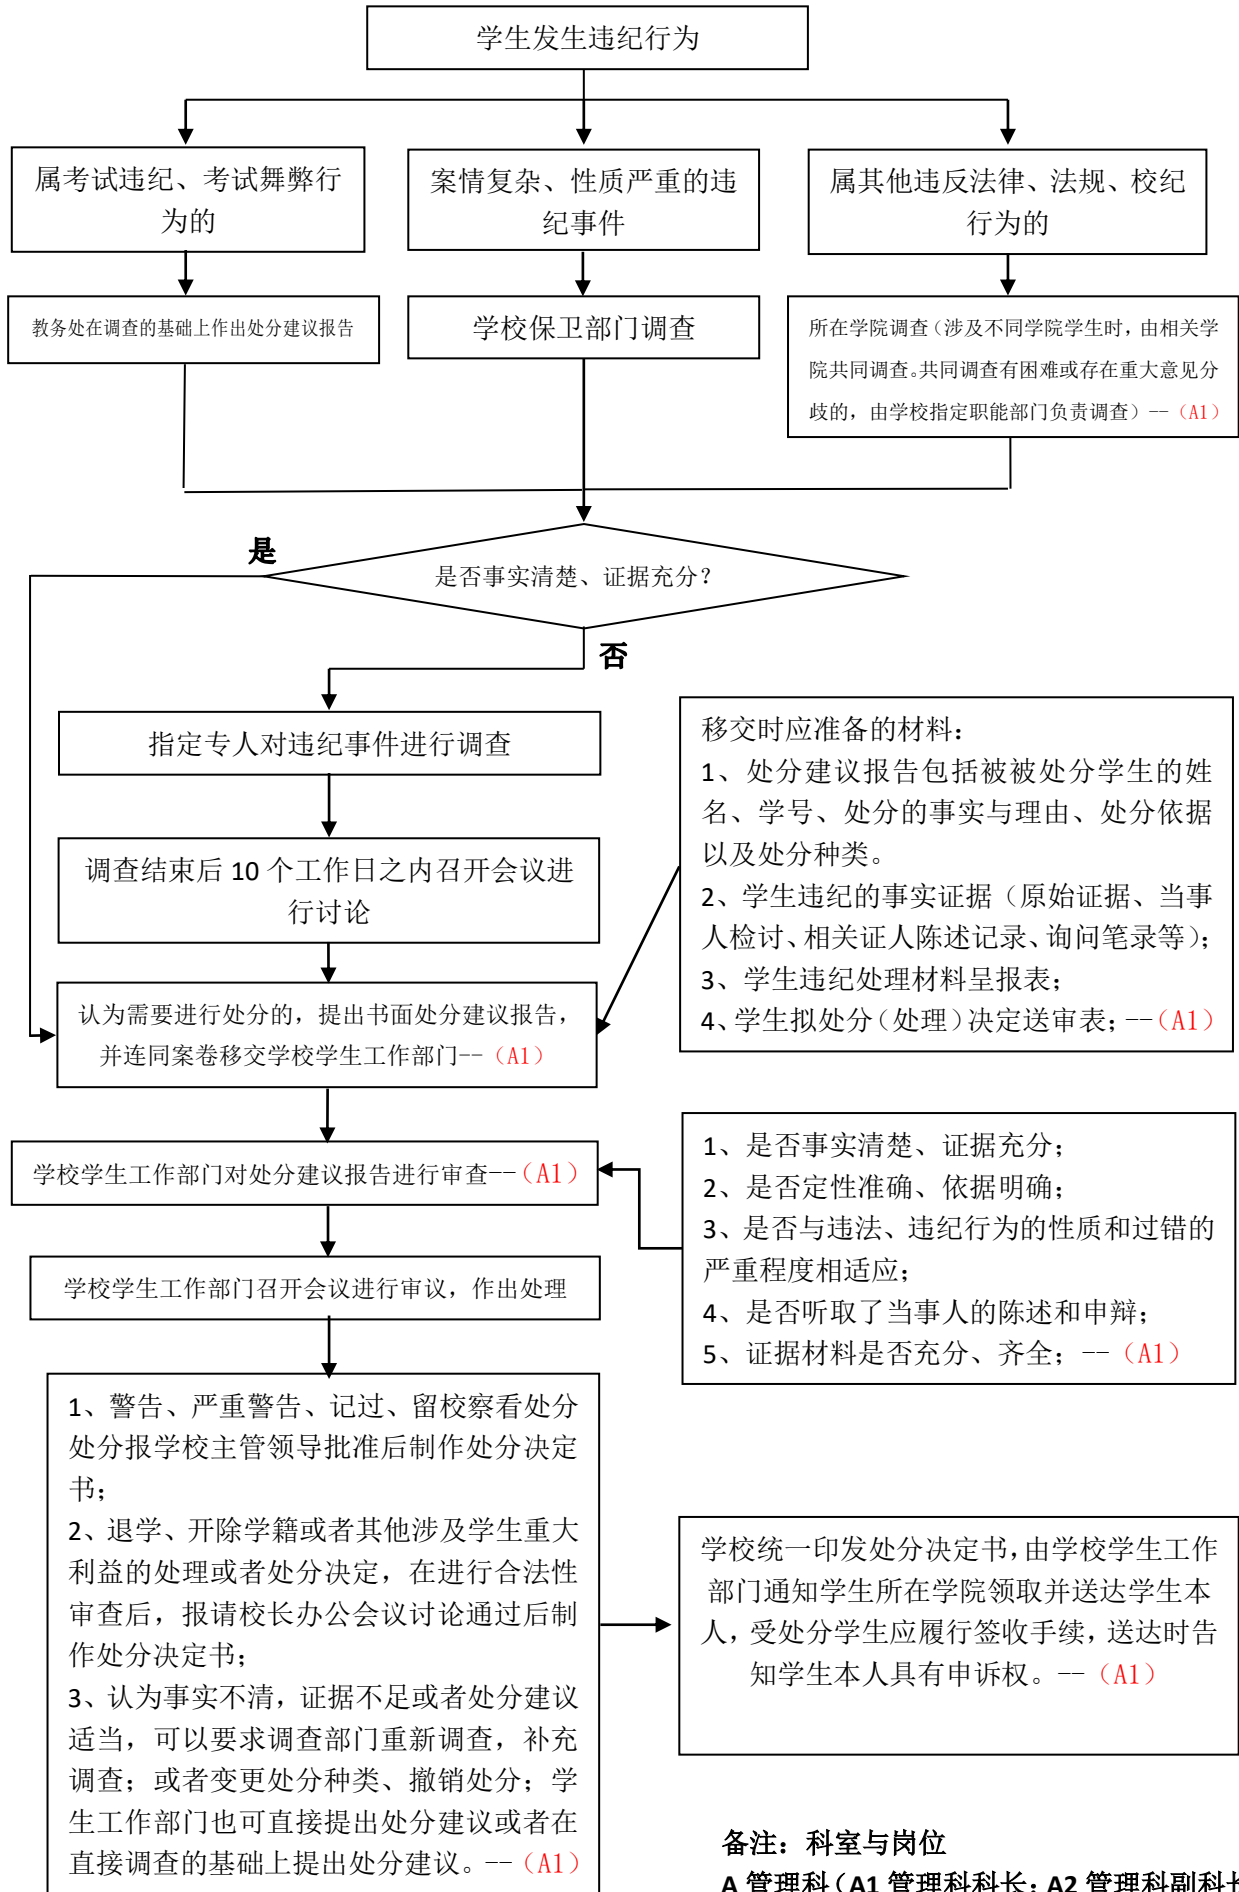 学生发生违纪行为
属考试违纪、考试舞弊行
为的
案情复杂、性质严重的违
纪事件
属其他违反法律、法规、校纪
行为的
教务处在调查的基础上作出处分建议报告
学校保卫部门调查
所在学院调查（涉及不同学院学生时，由相关学
院共同调查。共同调查有困难或存在重大意见分
歧的，由学校指定职能部门负责调查）--（A1）
是否事实清楚、证据充分？
是
否
指定专人对违纪事件进行调查
调查结束后 10 个工作日之内召开会议进
行讨论
认为需要进行处分的，提出书面处分建议报告，
并连同案卷移交学校学生工作部门--（A1）
移交时应准备的材料：
1、处分建议报告包括被被处分学生的姓
名、学号、处分的事实与理由、处分依据
以及处分种类。
2、学生违纪的事实证据（原始证据、当事
人检讨、相关证人陈述记录、询问笔录等）；
3、学生违纪处理材料呈报表；
4、学生拟处分（处理）决定送审表；--（A1）
学校学生工作部门对处分建议报告进行审查--（A1）
1、是否事实清楚、证据充分；
2、是否定性准确、依据明确；
3、是否与违法、违纪行为的性质和过错的
严重程度相适应；
4、是否听取了当事人的陈述和申辩；
5、证据材料是否充分、齐全；--（A1）
学校学生工作部门召开会议进行审议，作出处理
1、警告、严重警告、记过、留校察看处分
处分报学校主管领导批准后制作处分决定
书；
2、退学、开除学籍或者其他涉及学生重大
利益的处理或者处分决定，在进行合法性
审查后，报请校长办公会议讨论通过后制
作处分决定书；
3、认为事实不清，证据不足或者处分建议
适当，可以要求调查部门重新调查，补充
调查；或者变更处分种类、撤销处分；学
生工作部门也可直接提出处分建议或者在
直接调查的基础上提出处分建议。--（A1）
学校统一印发处分决定书，由学校学生工作
部门通知学生所在学院领取并送达学生本
人，受处分学生应履行签收手续，送达时告
知学生本人具有申诉权。--（A1）
备注：科室与岗位
A 管理科（A1 管理科科长；A2 管理科副科长